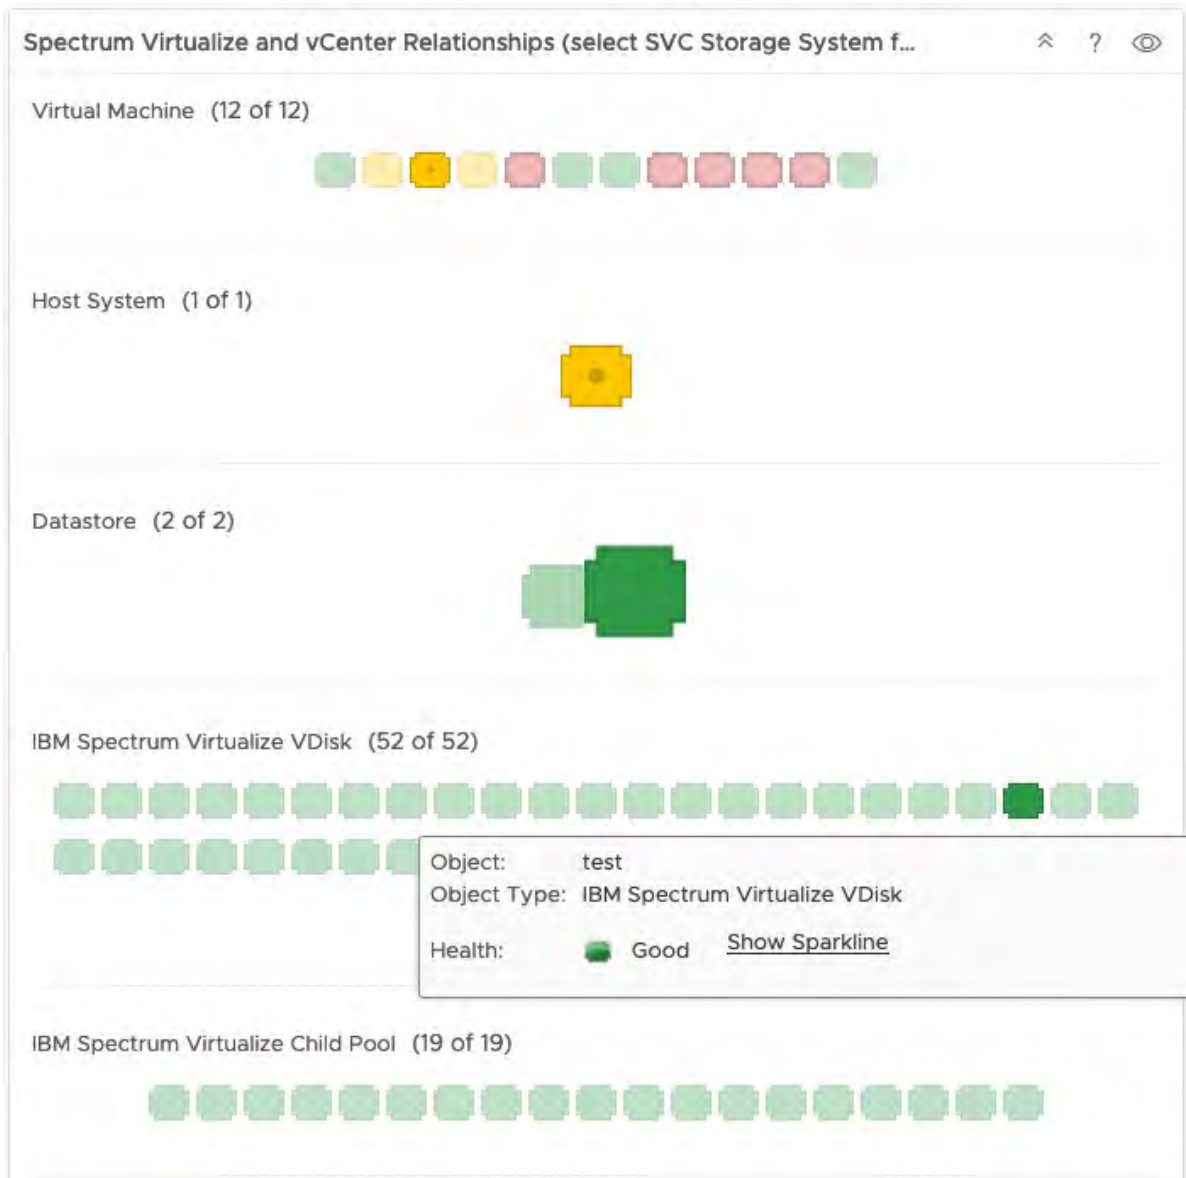 Spectrum Virtualize and vCenter Relationships (select SVC Storage System f... ?
Virtual Machine (12 of 12)
Host System (1 of 1)
Datastore (2 of 2)
IBM Spectrum Virtualize VDisk (52 of 52)
Object: test
Object Type: IBM Spectrum Virtualize VDisk
Health: Good Show Sparkline
IBM Spectrum Virtualize Child Pool (19 of 19)